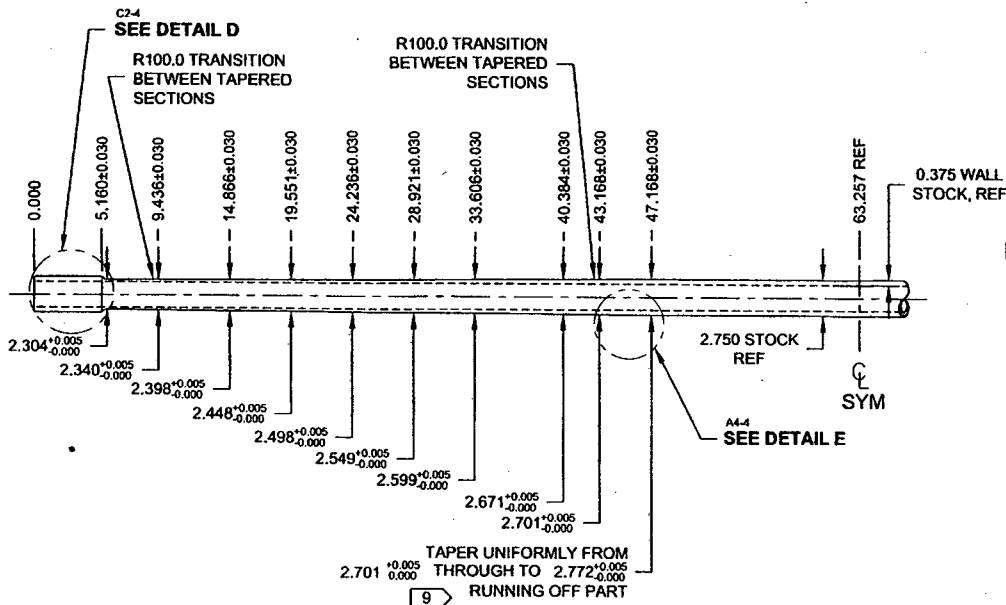 C2-4
SEE DETAIL D
R100.0 TRANSITION
BETWEEN TAPERED
SECTIONS
R100.0 TRANSITION
BETWEEN TAPERED
SECTIONS
0.000
5.160±0.030
9.436±0.030
14.866±0.030
19.551±0.030
24.236±0.030
28.921±0.030
33.606±0.030
40.384±0.030
43.168±0.030
47.168±0.030
63.257 REF
0.375 WALL
STOCK, REF
2.304 +0.005 -0.000
2.340 +0.005 -0.000
2.398 +0.005 -0.000
2.448 +0.005 -0.000
2.498 +0.005 -0.000
2.549 +0.005 -0.000
2.599 +0.005 -0.000
2.671 +0.005 -0.000
2.701 +0.005 -0.000
2.750 STOCK
REF
CL
SYM
A4-4
SEE DETAIL E
TAPER UNIFORMLY FROM
2.701 +0.005 0.000 THROUGH TO 2.772 +0.005 -0.000
9 RUNNING OFF PART